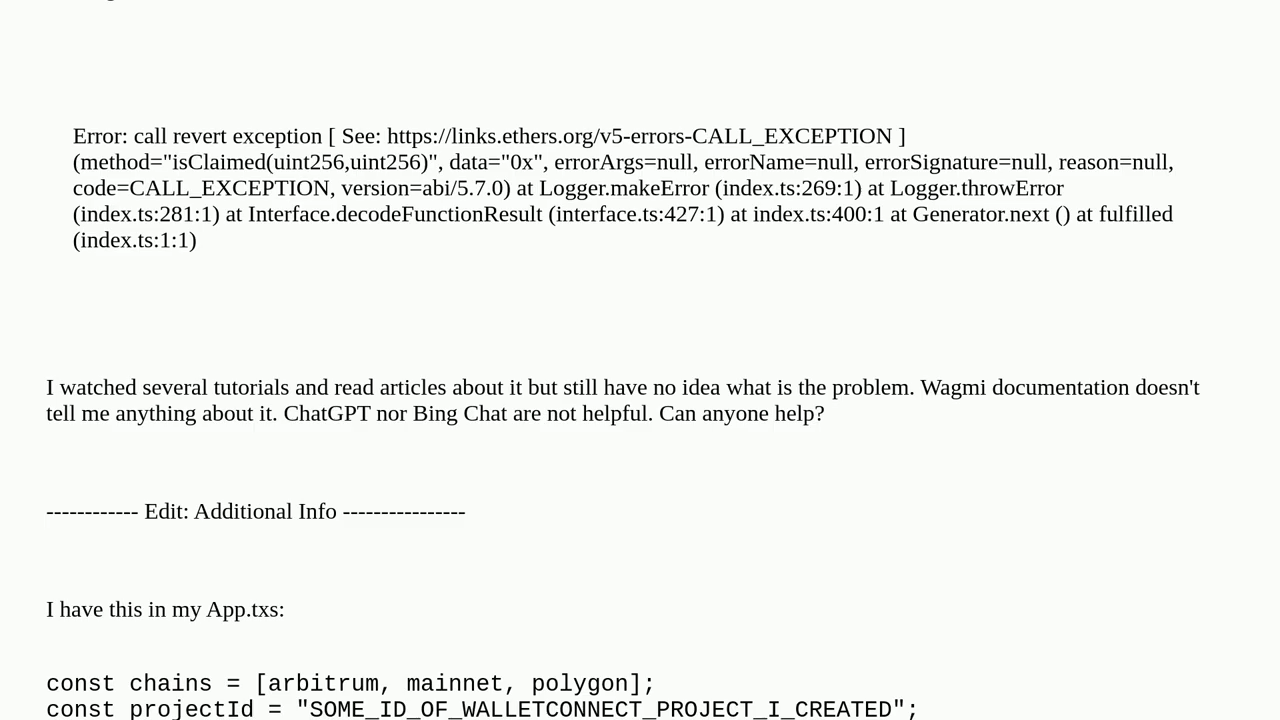 Error: call revert exception [ See: https://links.ethers.org/v5-errors-CALL_EXCEPTION ]
(method="isClaimed(uint256,uint256)", data="0x", errorArgs=null, errorName=null, errorSignature=null, reason=null,
code=CALL_EXCEPTION, version=abi/5.7.0) at Logger.makeError (index.ts:269:1) at Logger.throwError
(index.ts:281:1) at Interface.decodeFunctionResult (interface.ts:427:1) at index.ts:400:1 at Generator.next () at fulfilled
(index.ts:1:1)
I watched several tutorials and read articles about it but still have no idea what is the problem. Wagmi documentation doesn't
tell me anything about it. ChatGPT nor Bing Chat are not helpful. Can anyone help?
------------ Edit: Additional Info ----------------
I have this in my App.txs:
const chains = [arbitrum, mainnet, polygon];
const projectId = "SOME_ID_OF_WALLETCONNECT_PROJECT_I_CREATED";